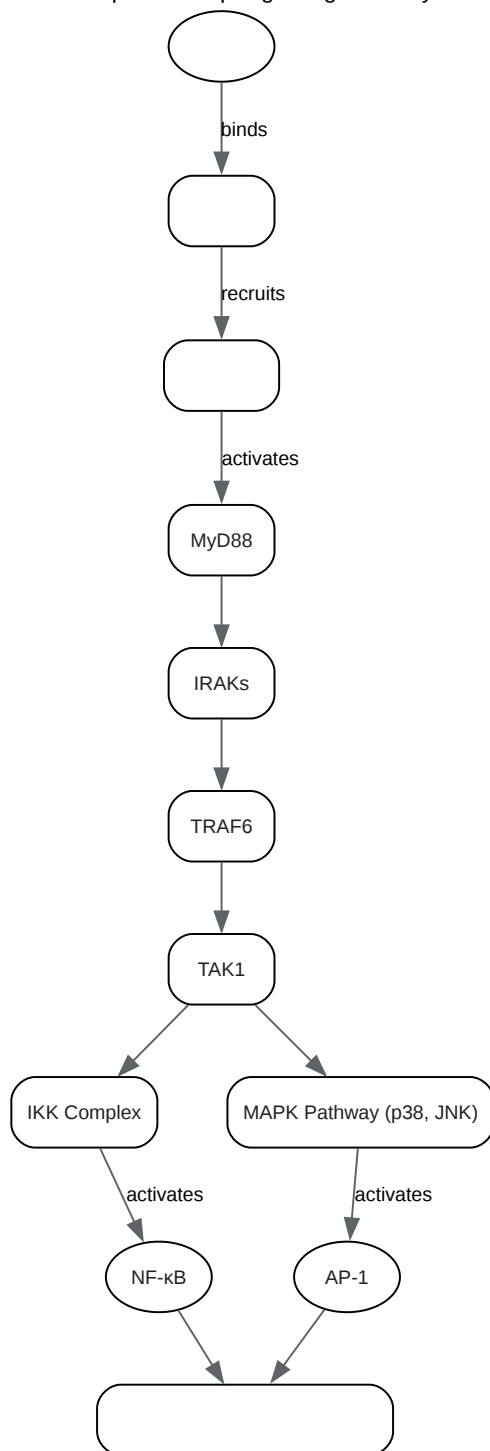 binds
recruits
activates
MyD88
IRAKs
TRAF6
TAK1
IKK Complex
MAPK Pathway (p38, JNK)
activates
activates
NF-κB
AP-1